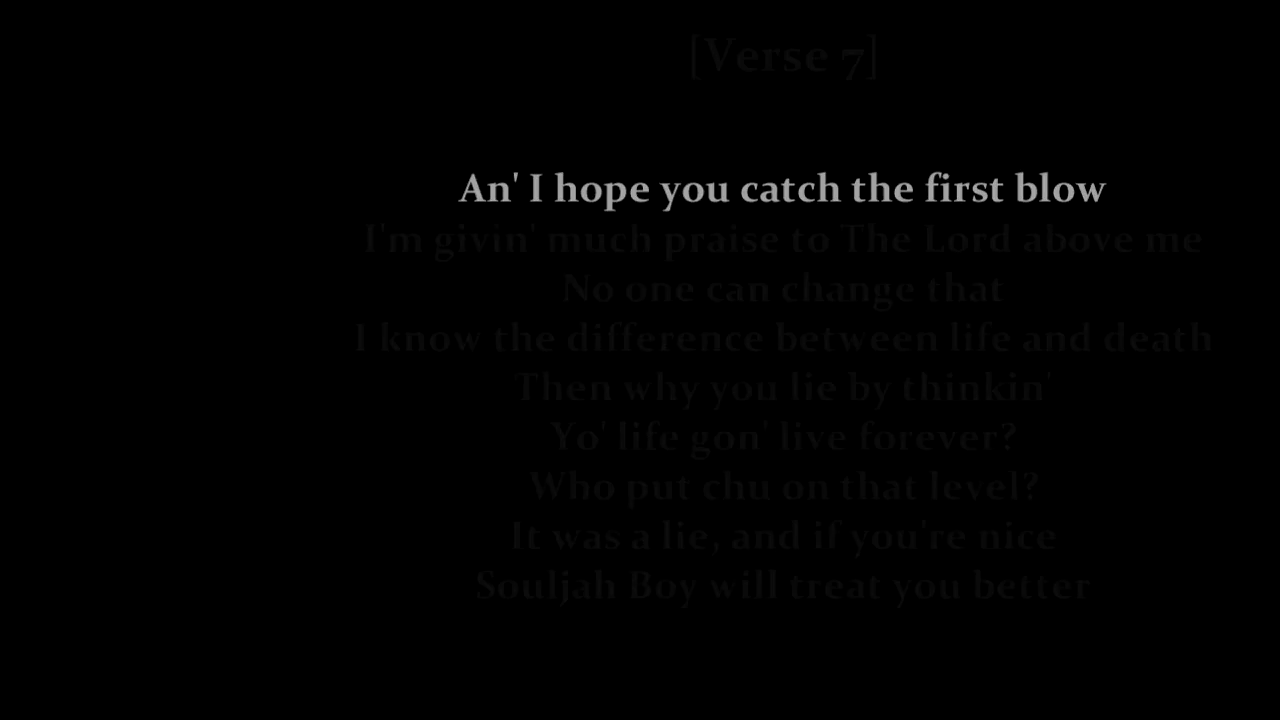 [Verse 7]
An' I hope you catch the first blow
I'm givin' much praise to The Lord above me
No one can change that
I know the difference between life and death
Then why you lie by thinkin'
Yo' life gon' live forever?
Who put chu on that level?
It was a lie, and if you're nice
Souljah Boy will treat you better